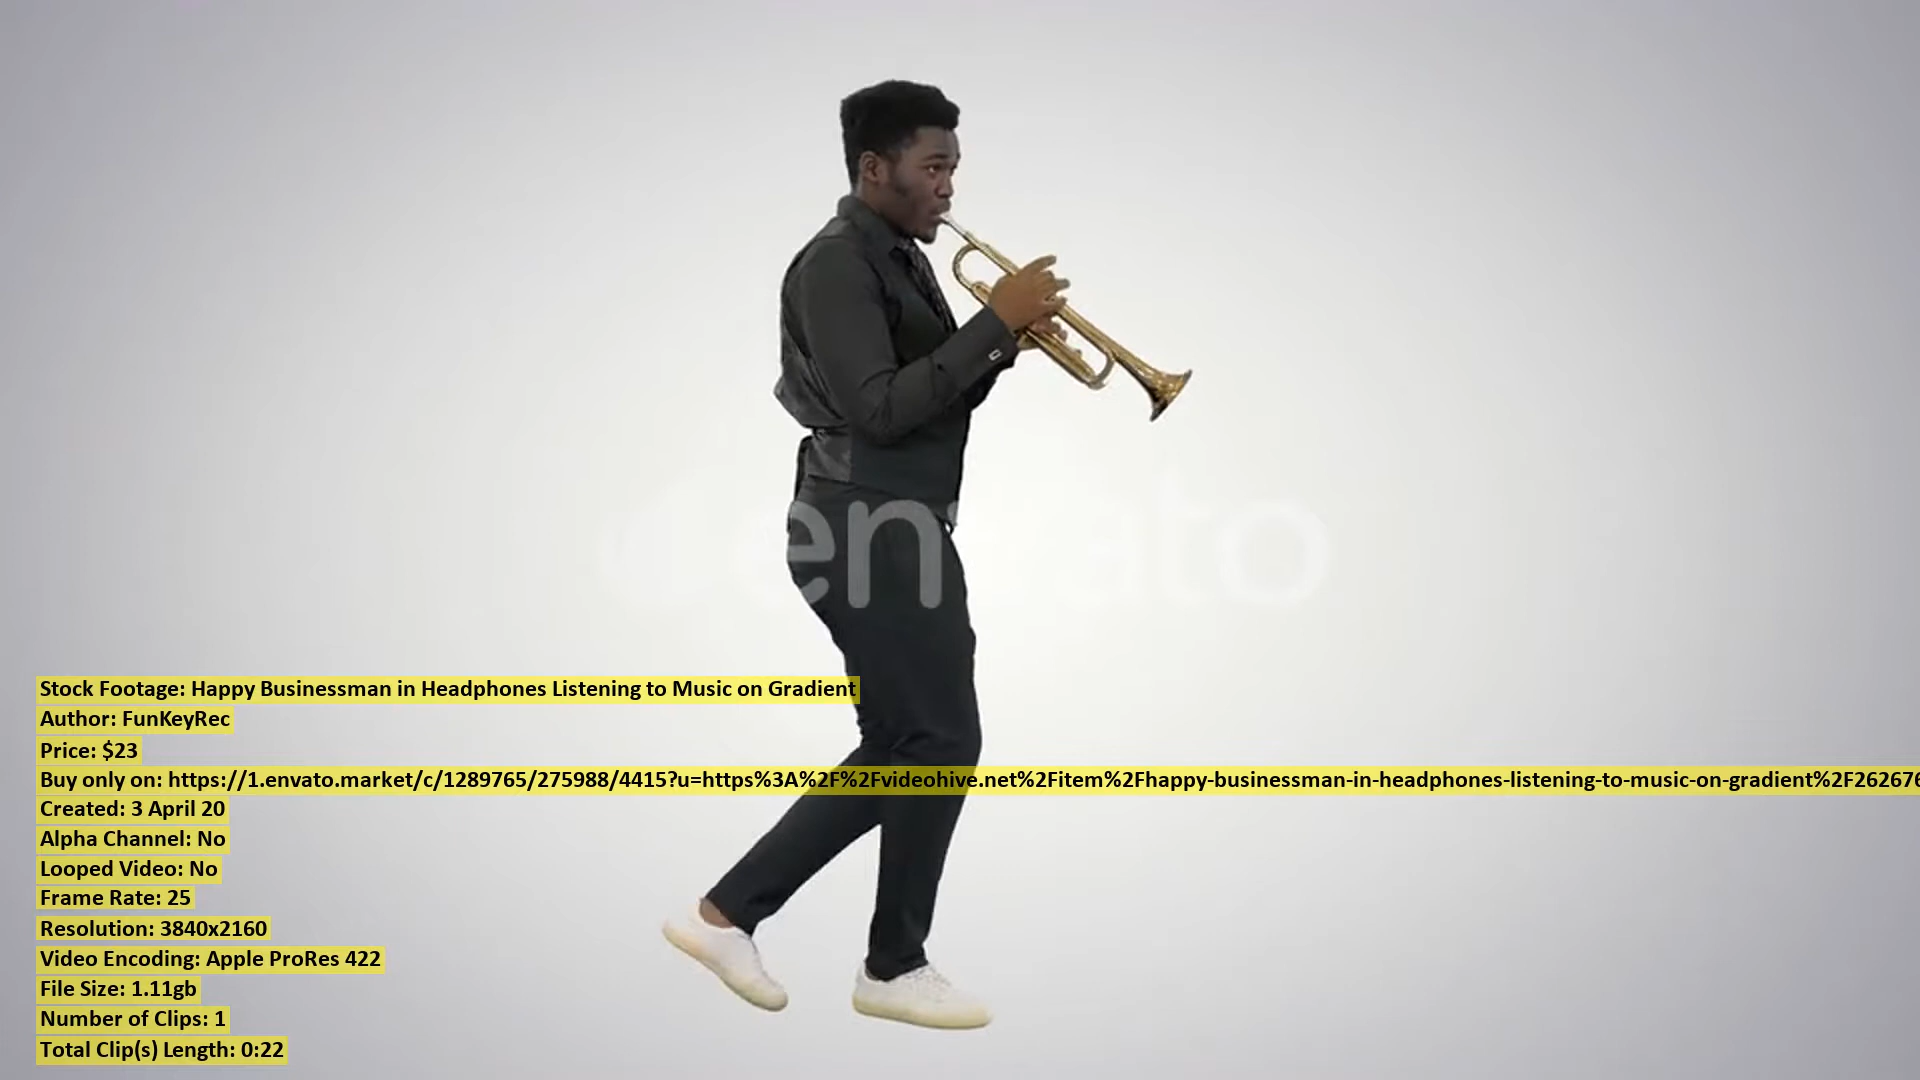 envato
Stock Footage: Happy Businessman in Headphones Listening to Music on Gradient
Author: FunKeyRec
Price: $23
Buy only on: https://1.envato.market/c/1289765/275988/4415?u=https%3A%2F%2Fvideohive.net%2Fitem%2Fhappy-businessman-in-headphones-listening-to-music-on-gradient%2F262676
Created: 3 April 20
Alpha Channel: No
Looped Video: No
Frame Rate: 25
Resolution: 3840x2160
Video Encoding: Apple ProRes 422
File Size: 1.11gb
Number of Clips: 1
Total Clip(s) Length: 0:22